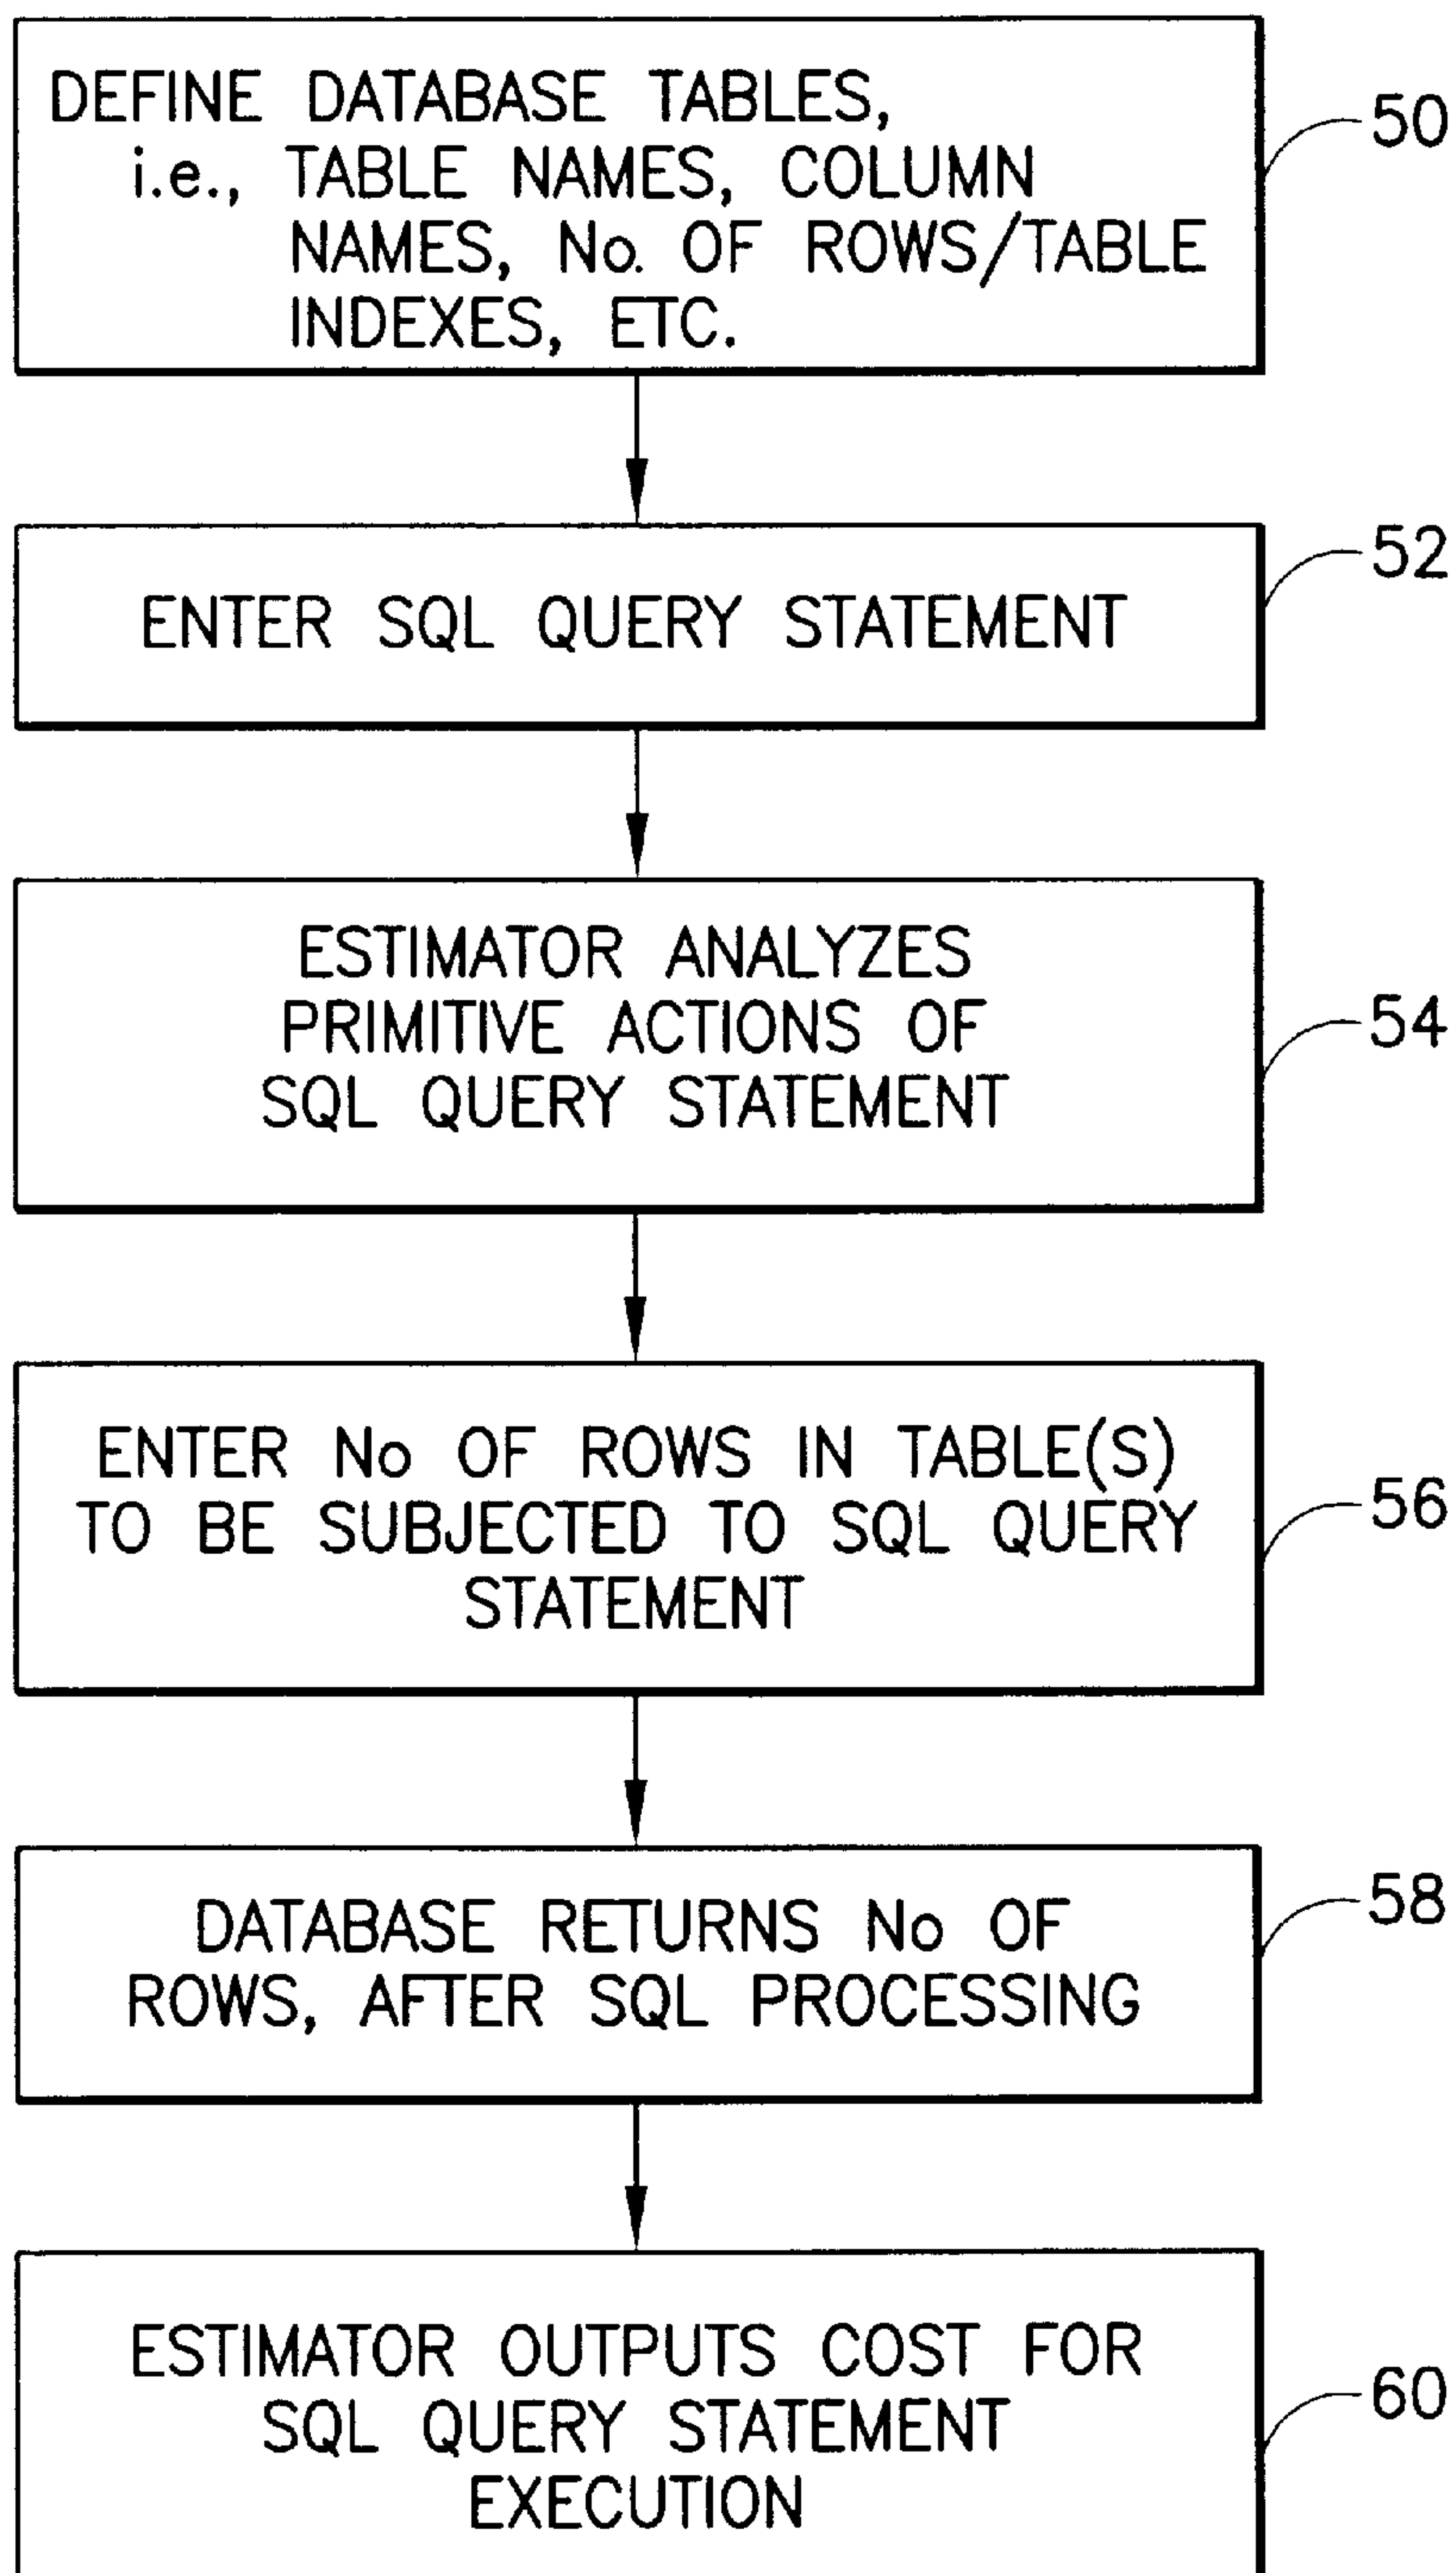 DEFINE DATABASE TABLES,
i.e., TABLE NAMES, COLUMN
NAMES, No. OF ROWS/TABLE
INDEXES, ETC.
50
ENTER SQL QUERY STATEMENT
52
ESTIMATOR ANALYZES
PRIMITIVE ACTIONS OF
SQL QUERY STATEMENT
54
ENTER No OF ROWS IN TABLE(S)
TO BE SUBJECTED TO SQL QUERY
STATEMENT
56
DATABASE RETURNS No OF
ROWS, AFTER SQL PROCESSING
58
ESTIMATOR OUTPUTS COST FOR
SQL QUERY STATEMENT
EXECUTION
60